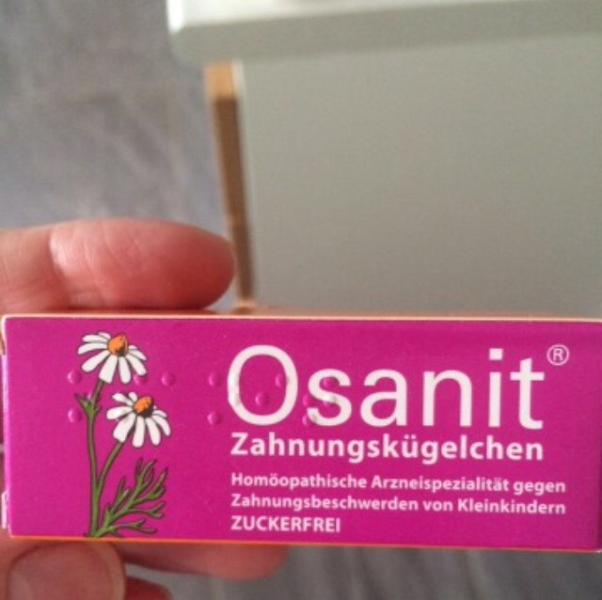 Osanit®
Zahnungskügelchen
Homöopathische Arzneispezialität gegen
Zahnungsbeschwerden von Kleinkindern
ZUCKERFREI